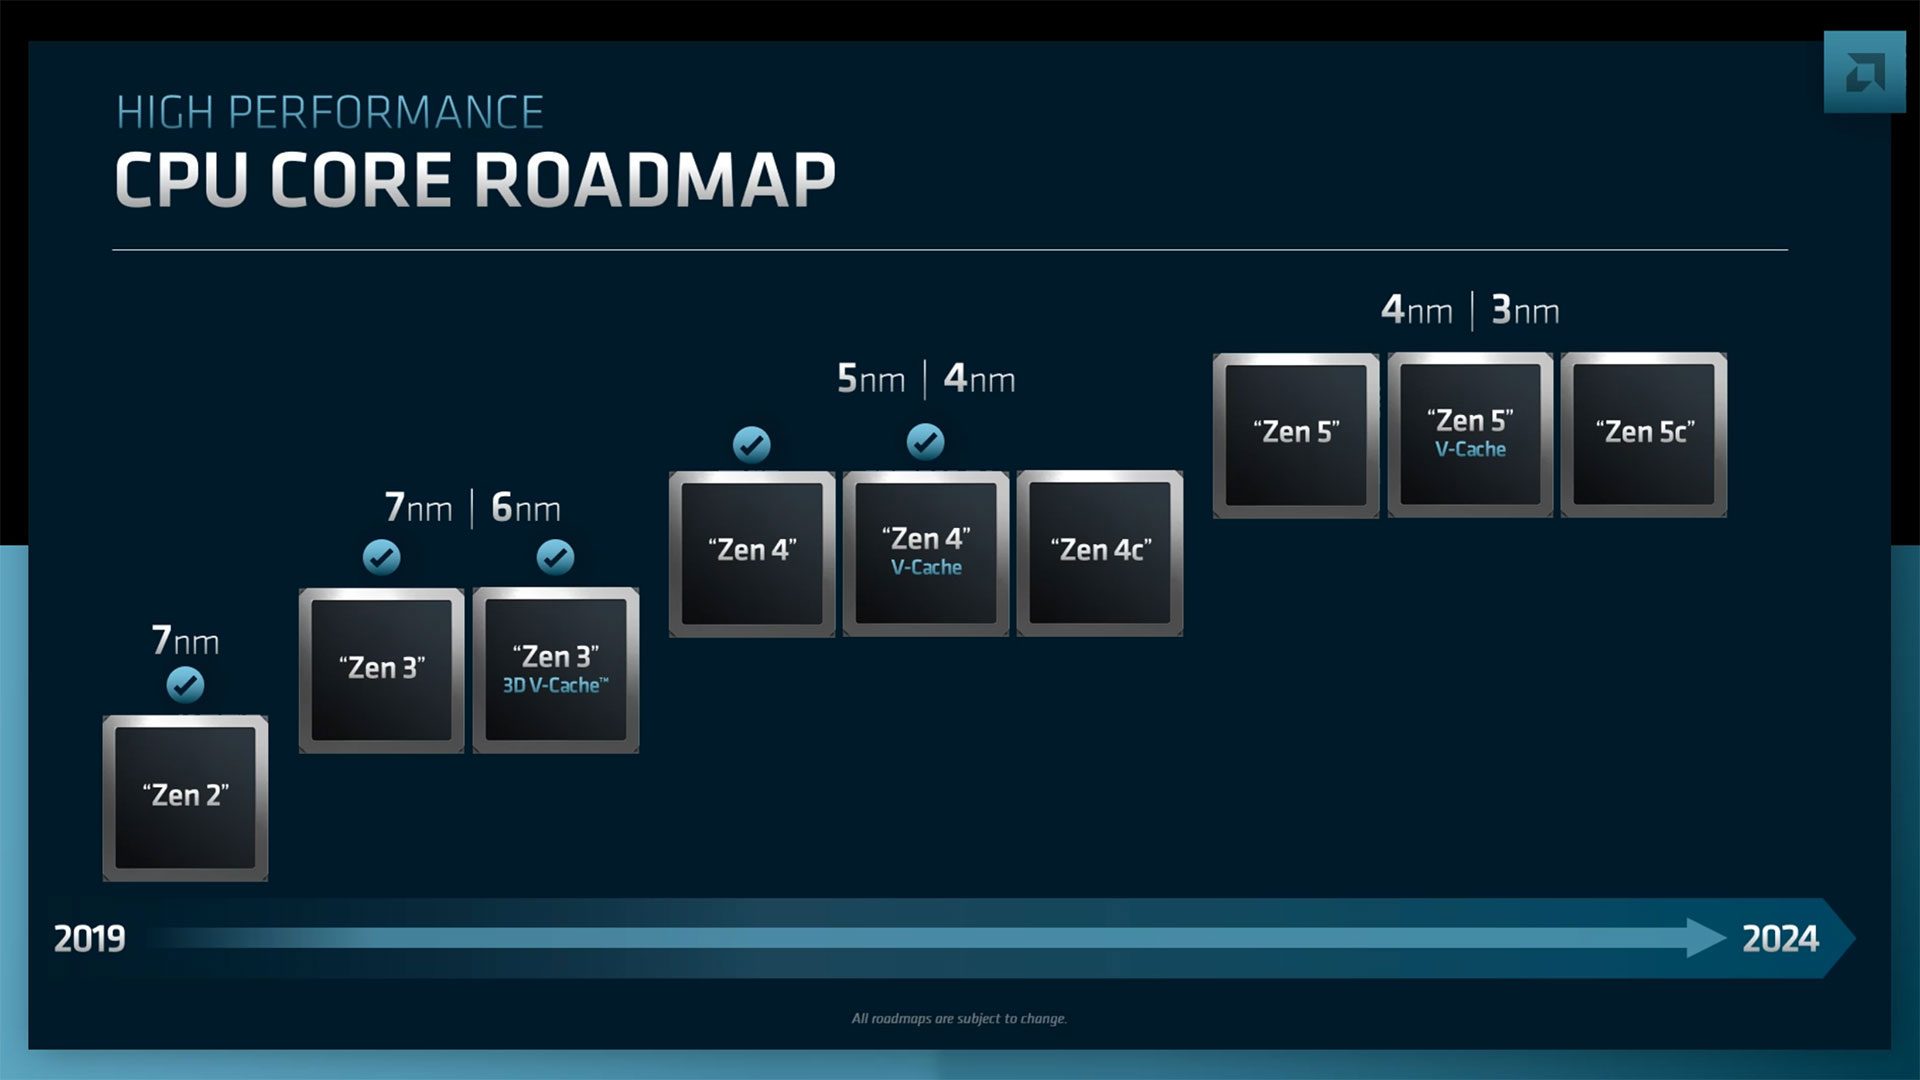 HIGH PERFORMANCE
CPU CORE ROADMAP
7nm
“Zen 2”
7nm | 6nm
“Zen 3”
“Zen 3”
3D V-Cache™
5nm | 4nm
“Zen 4”
“Zen 4”
V-Cache
“Zen 4c”
4nm | 3nm
“Zen 5”
“Zen 5”
V-Cache
“Zen 5c”
2019
2024
All roadmaps are subject to change.